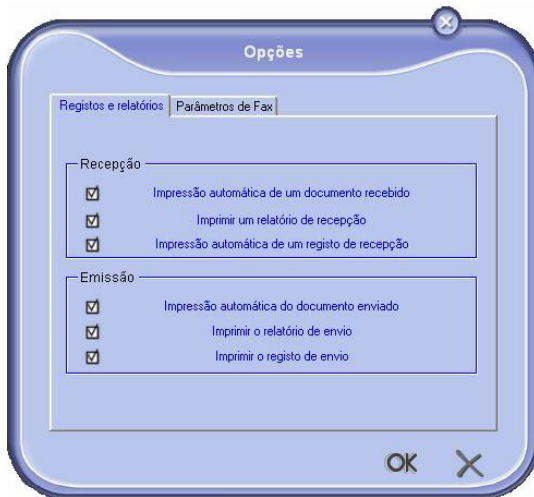 Opções
Registos e relatórios
Parâmetros de Fax
Recepção
Impressão automática de um documento recebido
Imprimir um relatório de recepção
Impressão automática de um registo de recepção
Emissão
Impressão automática do documento enviado
Imprimir o relatório de envio
Imprimir o registo de envio
OK